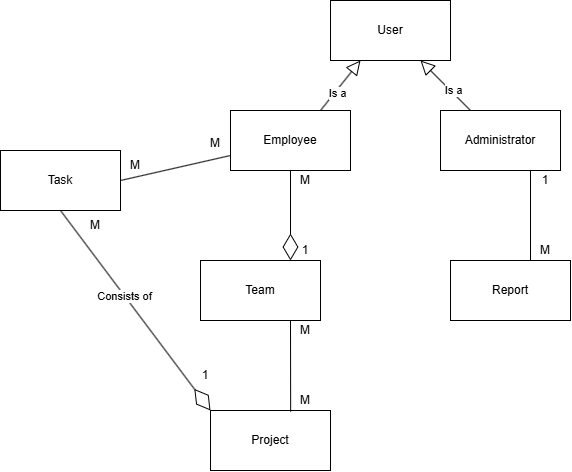 User
Is a
Is a
Employee
Administrator
M
M
Task
M
1
M
M
1
M
Team
Report
Consists of
M
1
M
Project